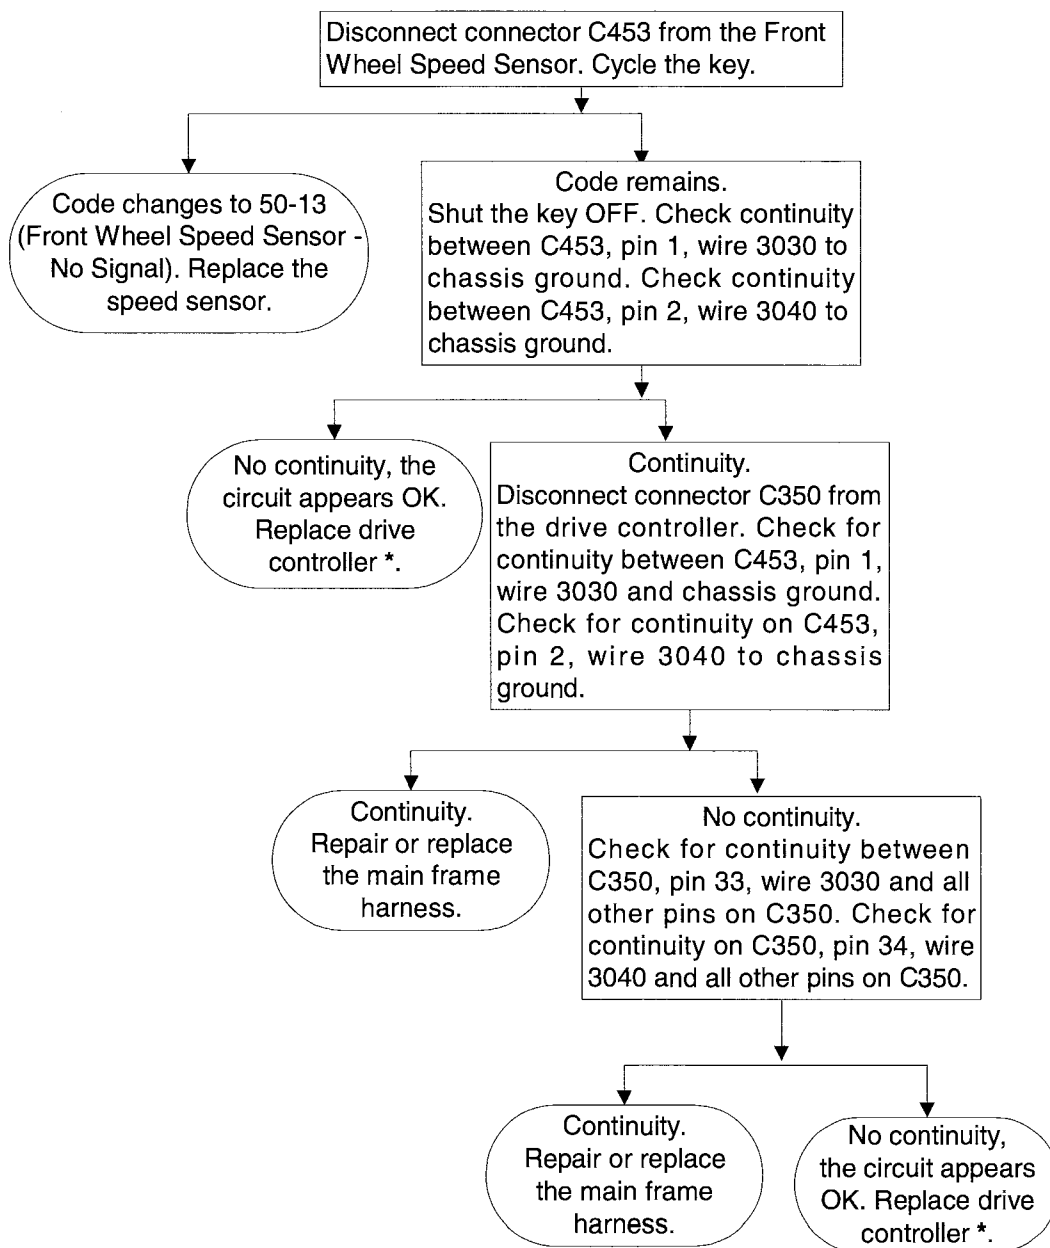 Disconnect connector C453 from the Front
Wheel Speed Sensor. Cycle the key.
Code changes to 50-13
(Front Wheel Speed Sensor -
No Signal). Replace the
speed sensor.
Code remains.
Shut the key OFF. Check continuity
between C453, pin 1, wire 3030 to
chassis ground. Check continuity
between C453, pin 2, wire 3040 to
chassis ground.
No continuity, the
circuit appears OK.
Replace drive
controller *.
Continuity.
Disconnect connector C350 from
the drive controller. Check for
continuity between C453, pin 1,
wire 3030 and chassis ground.
Check for continuity on C453,
pin 2, wire 3040 to chassis
ground.
Continuity.
Repair or replace
the main frame
harness.
No continuity.
Check for continuity between
C350, pin 33, wire 3030 and all
other pins on C350. Check for
continuity on C350, pin 34, wire
3040 and all other pins on C350.
Continuity.
Repair or replace
the main frame
harness.
No continuity,
the circuit appears
OK. Replace drive
controller *.